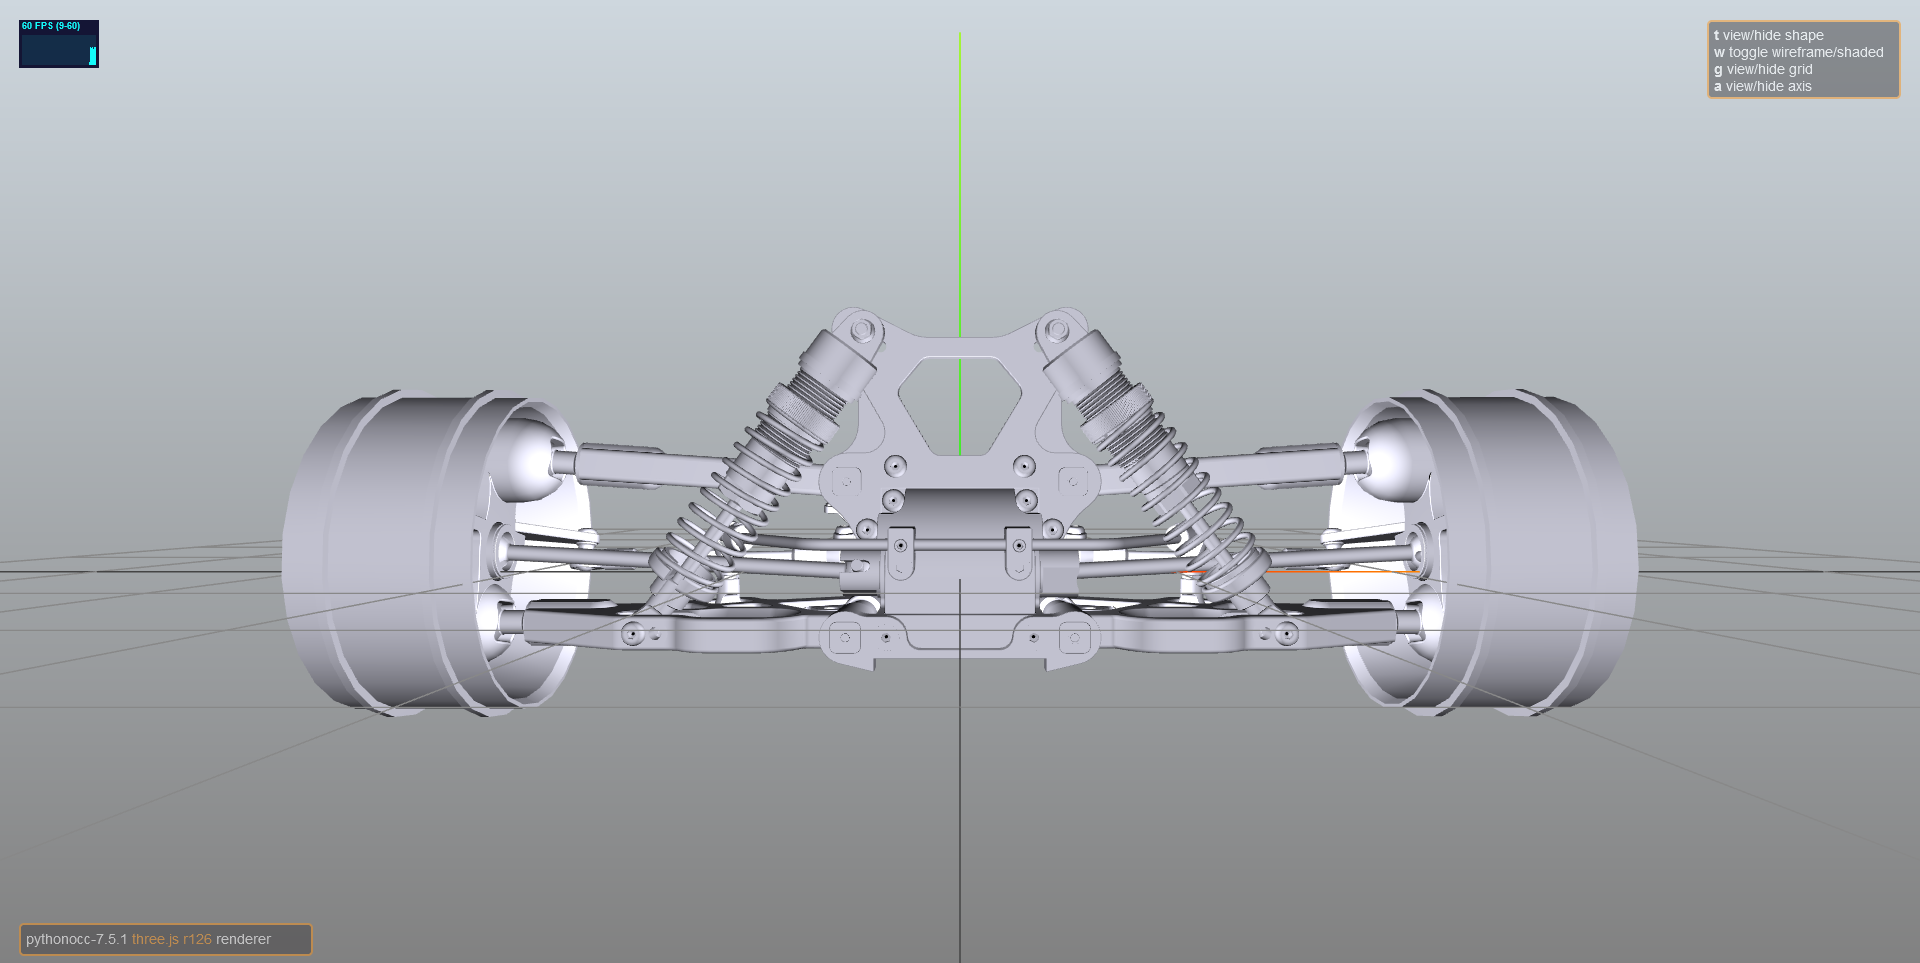 60 FPS (9-60)
t view/hide shape
w toggle wireframe/shaded
g view/hide grid
a view/hide axis
pythonocc-7.5.1 three.js r126 renderer